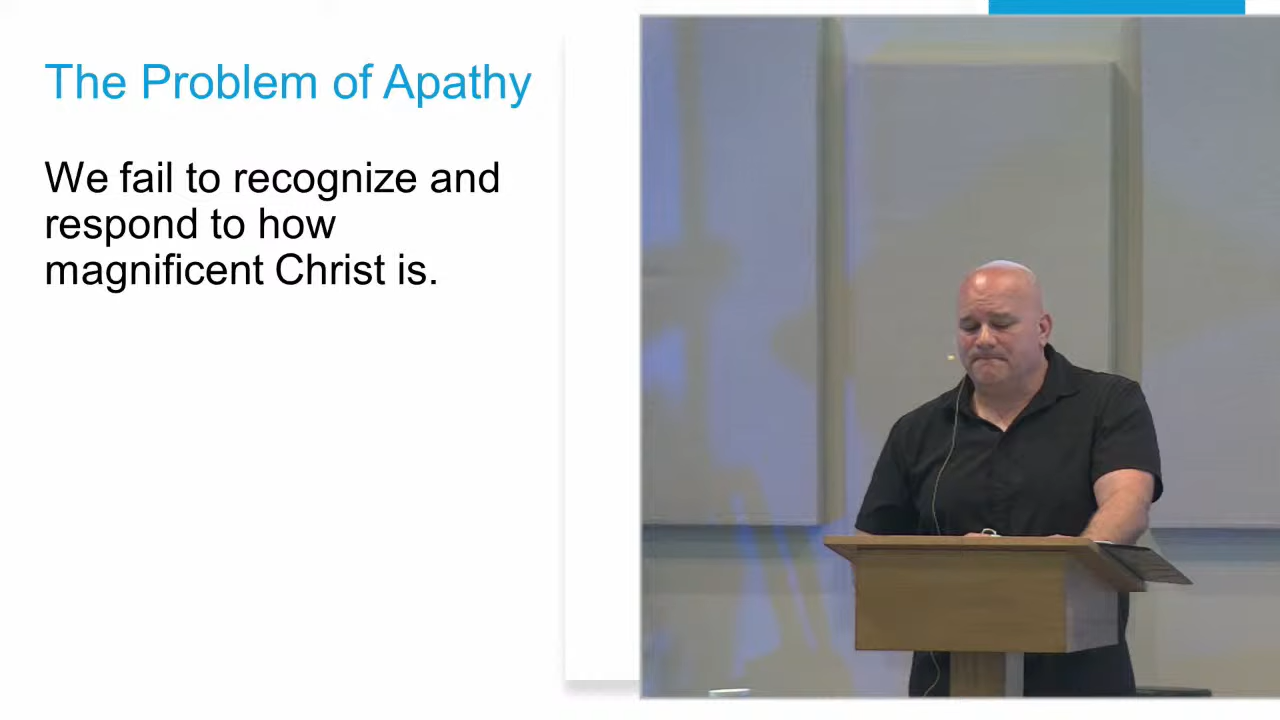 The Problem of Apathy
We fail to recognize and
respond to how
magnificent Christ is.